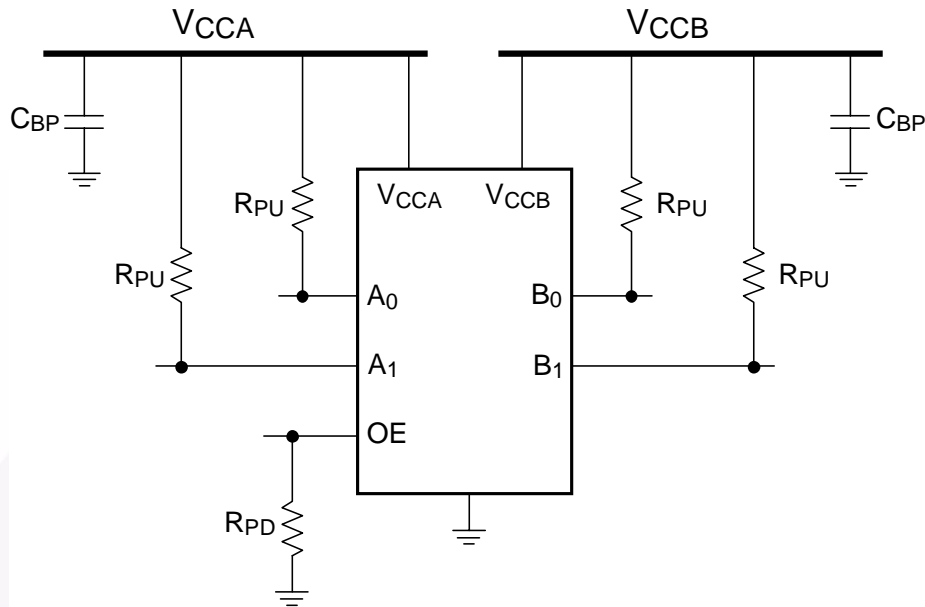 VCCA
VCCB
CBP
CBP
VCCA
VCCB
RPU
RPU
RPU
RPU
A0
B0
A1
B1
OE
RPD